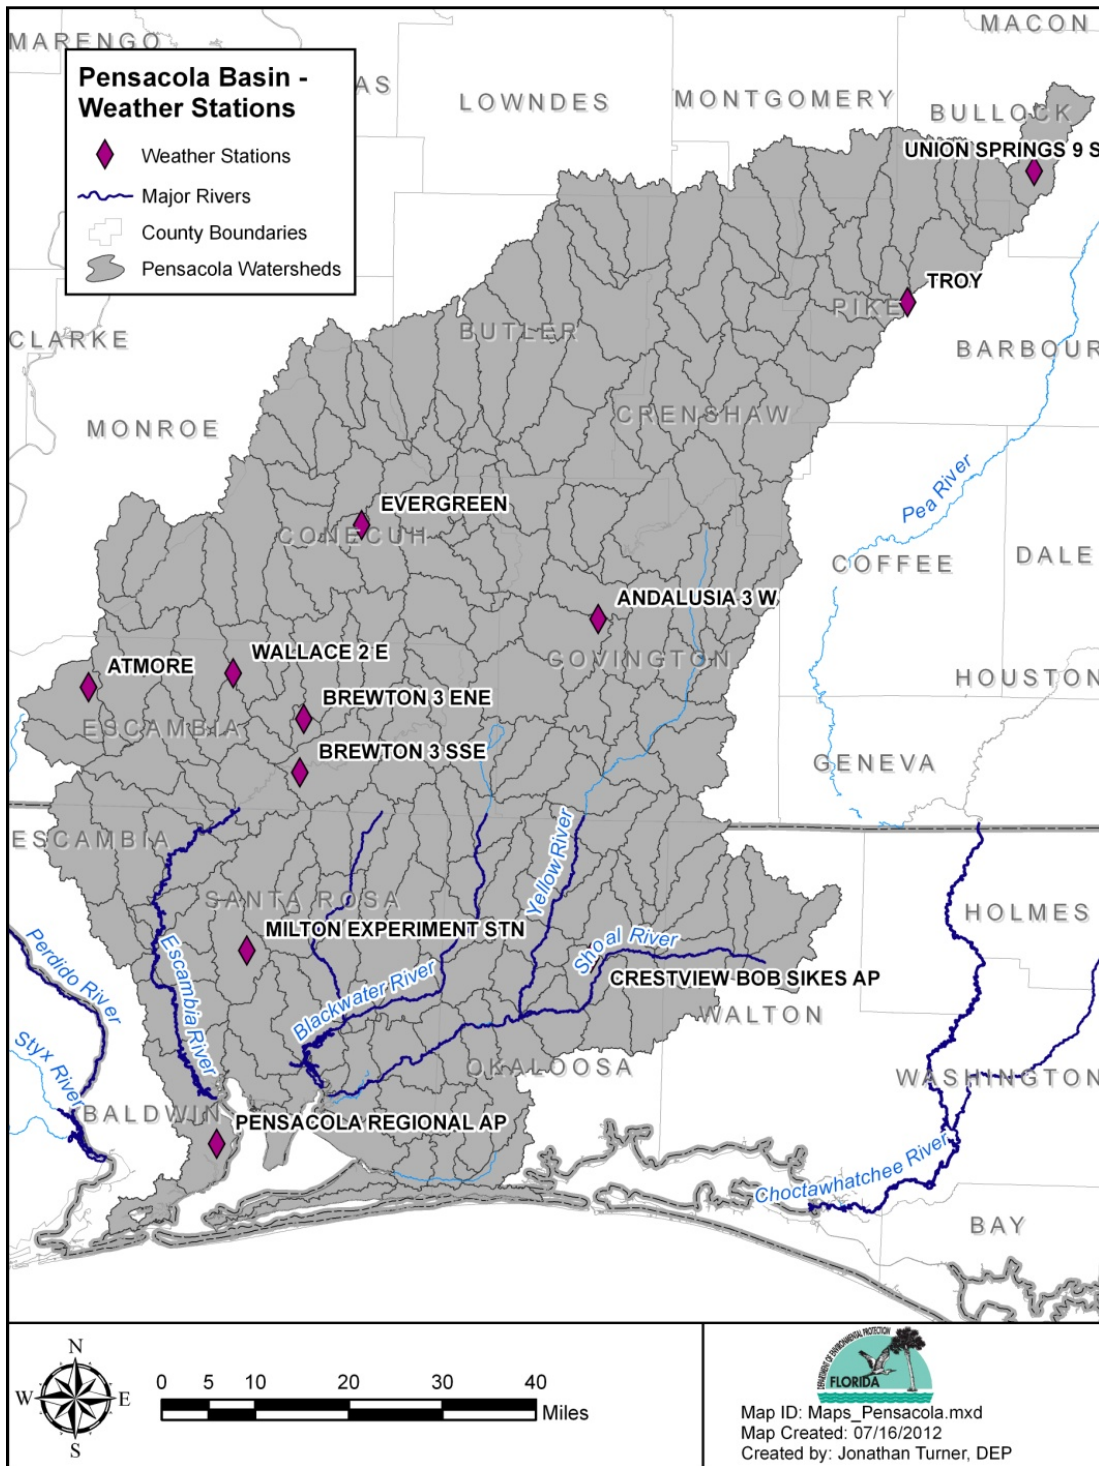 MACON
MARENGO
Pensacola Basin -
Weather Stations
Weather Stations
Major Rivers
County Boundaries
Pensacola Watersheds
AS
LOWNDES
MONTGOMERY
BULLOCK
UNION SPRINGS 9 S
TROY
PIKE
BUTLER
CLARKE
BARBOUR
CRENSHAW
MONROE
Pea River
EVERGREEN
CONECUH
COFFEE
DALE
ANDALUSIA 3 W
COVINGTON
WALLACE 2 E
ATMORE
HOUSTON
BREWTON 3 ENE
ESCAMBIA
BREWTON 3 SSE
GENEVA
ESCAMBIA
Yellow River
SANTA ROSA
HOLMES
MILTON EXPERIMENT STN
Shoal River
Perdido River
Escambia River
CRESTVIEW BOB SIKES AP
Blackwater River
WALTON
Styx River
OKALOOSA
WASHINGTON
BALDWIN
PENSACOLA REGIONAL AP
Choctawhatchee River
BAY
N
W E
S
0 5 10 20 30 40
Miles
DEPARTMENT OF ENVIRONMENTAL PROTECTION
FLORIDA
Map ID: Maps_Pensacola.mxd
Map Created: 07/16/2012
Created by: Jonathan Turner, DEP